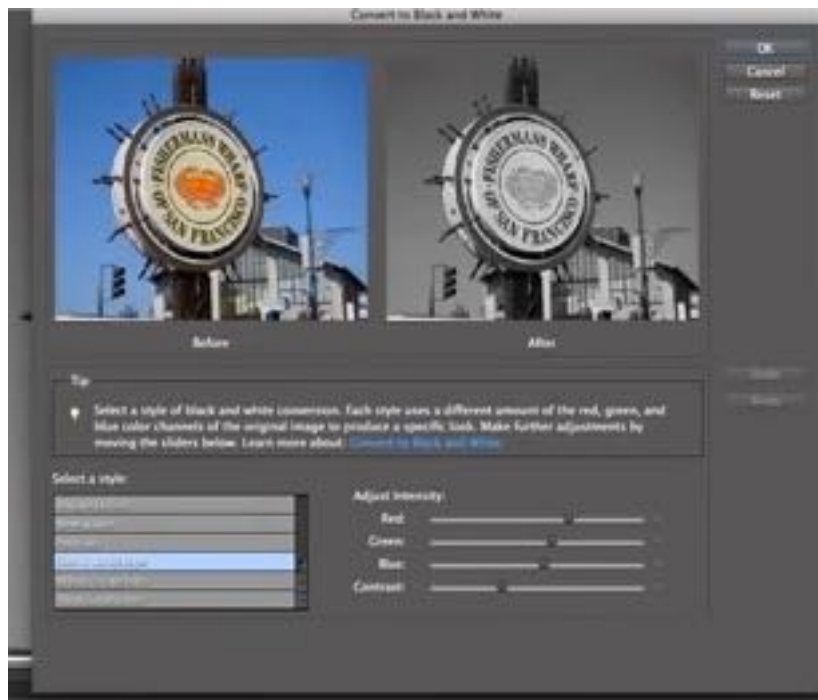 Convert to Black and White
OK
Cancel
Reset
FISHERMANS WHARF
OF
SAN FRANCISCO
FISHERMANS WHARF
OF
SAN FRANCISCO
Before
After
Tip
Select a style of black and white conversion. Each style uses a different amount of the red, green, and
blue color channels of the original image to produce a specific look. Make further adjustments by
moving the sliders below. Learn more about: Convert to Black and White
Select a style:
Adjust Intensity:
Red:
Green:
Blue:
Contrast: